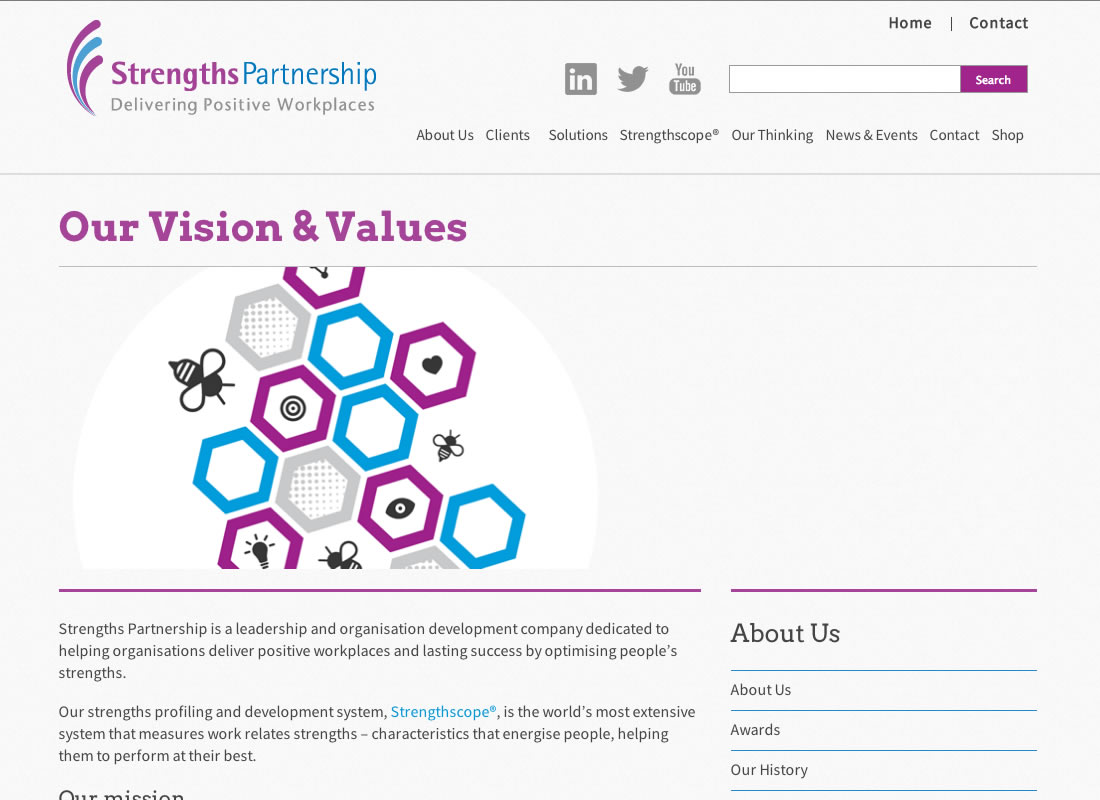 Home | Contact
StrengthsPartnership
Delivering Positive Workplaces
in
You
Tube
Search
About Us Clients Solutions Strengthscope® Our Thinking News & Events Contact Shop
Our Vision & Values
Strengths Partnership is a leadership and organisation development company dedicated to
helping organisations deliver positive workplaces and lasting success by optimising people’s
strengths.
Our strengths profiling and development system, Strengthscope®, is the world’s most extensive
system that measures work relates strengths – characteristics that energise people, helping
them to perform at their best.
Our mission
About Us
About Us
Awards
Our History